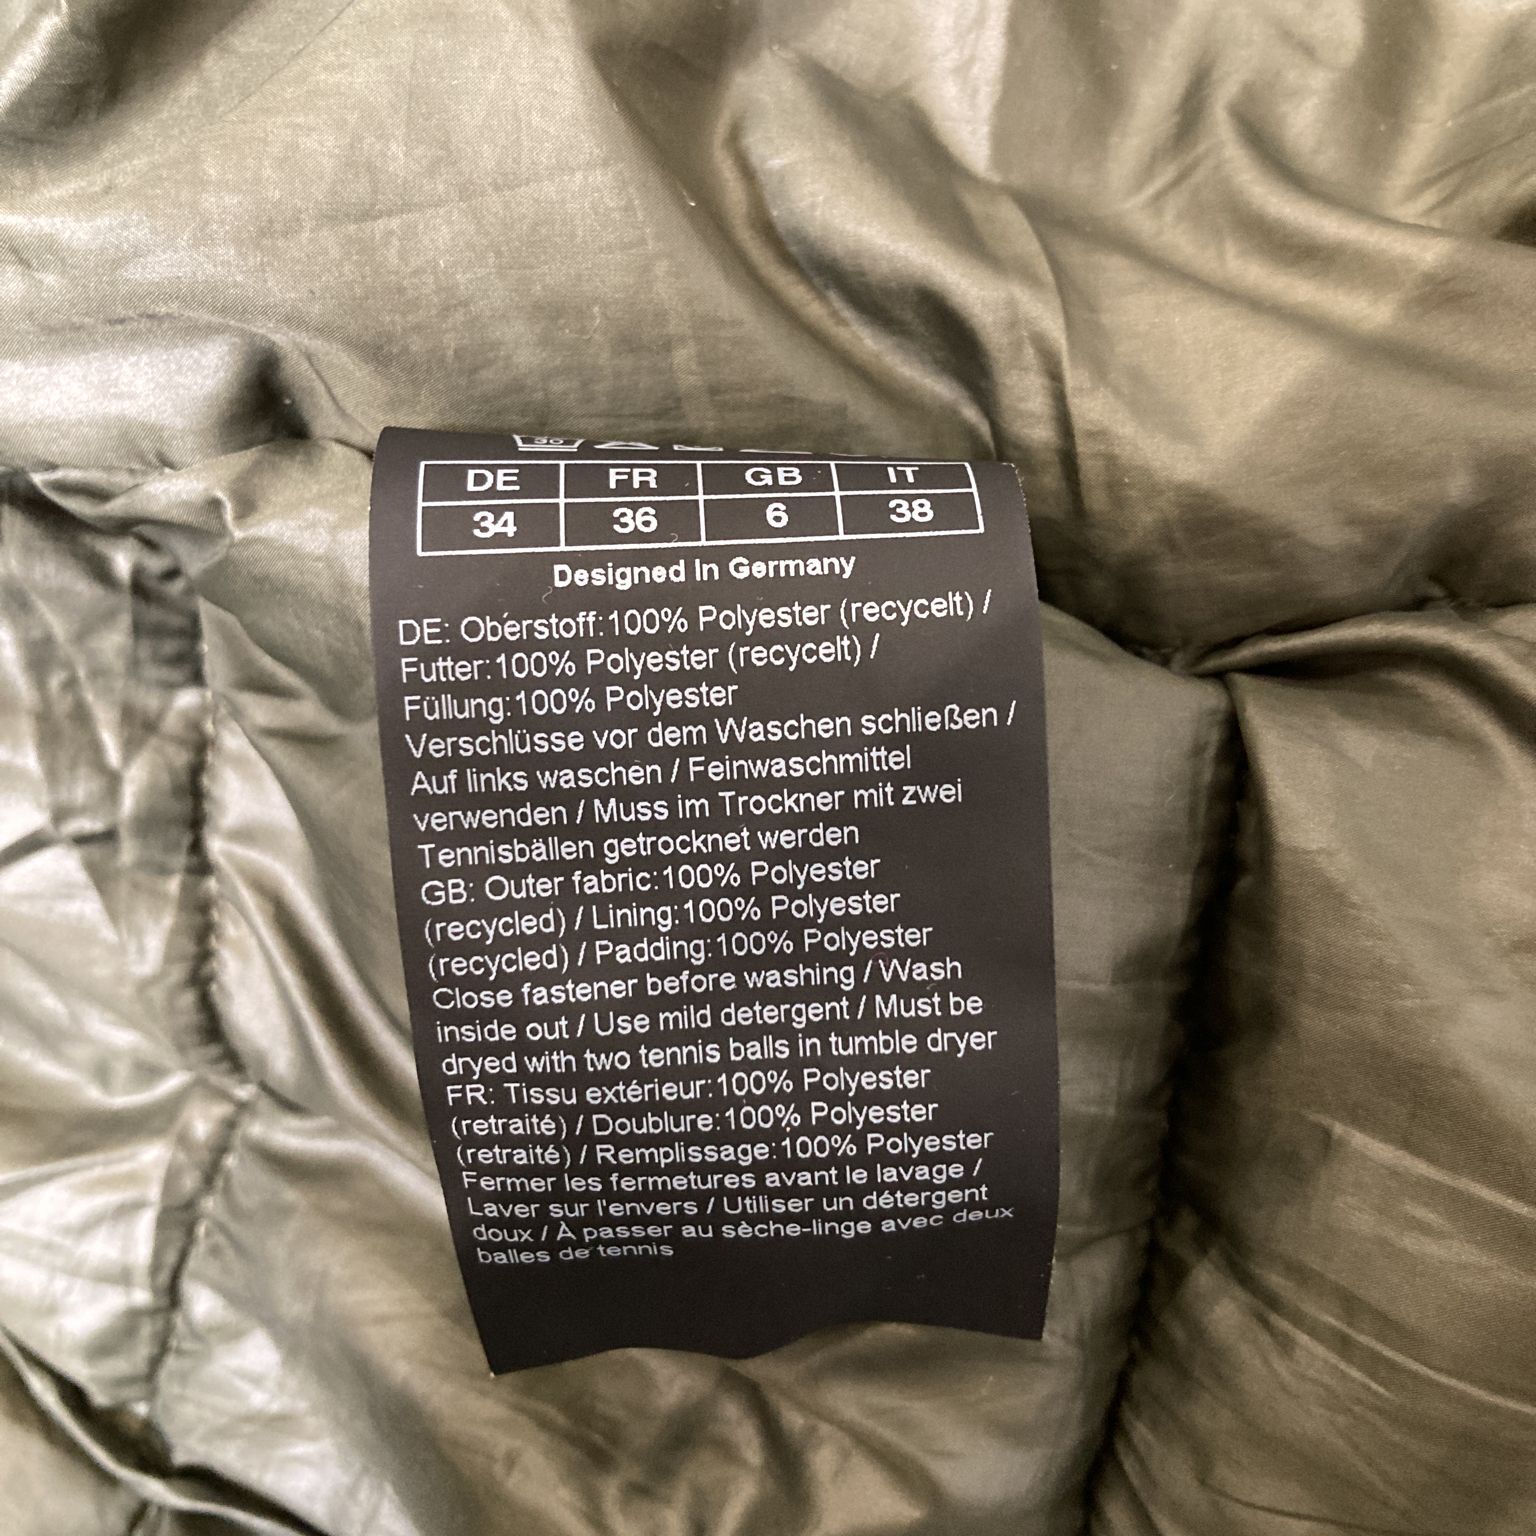 30
DE FR GB IT
34 36 6 38
Designed In Germany
DE: Oberstoff:100% Polyester (recycelt) /
Futter:100% Polyester (recycelt) /
Füllung:100% Polyester
Verschlüsse vor dem Waschen schließen /
Auf links waschen / Feinwaschmittel
verwenden / Muss im Trockner mit zwei
Tennisbällen getrocknet werden
GB: Outer fabric:100% Polyester
(recycled) / Lining:100% Polyester
(recycled) / Padding:100% Polyester
Close fastener before washing / Wash
inside out / Use mild detergent / Must be
dryed with two tennis balls in tumble dryer
FR: Tissu extérieur:100% Polyester
(retraité) / Doublure:100% Polyester
(retraité) / Remplissage:100% Polyester
Fermer les fermetures avant le lavage /
Laver sur l'envers / Utiliser un détergent
doux / À passer au sèche-linge avec deux
balles de tennis